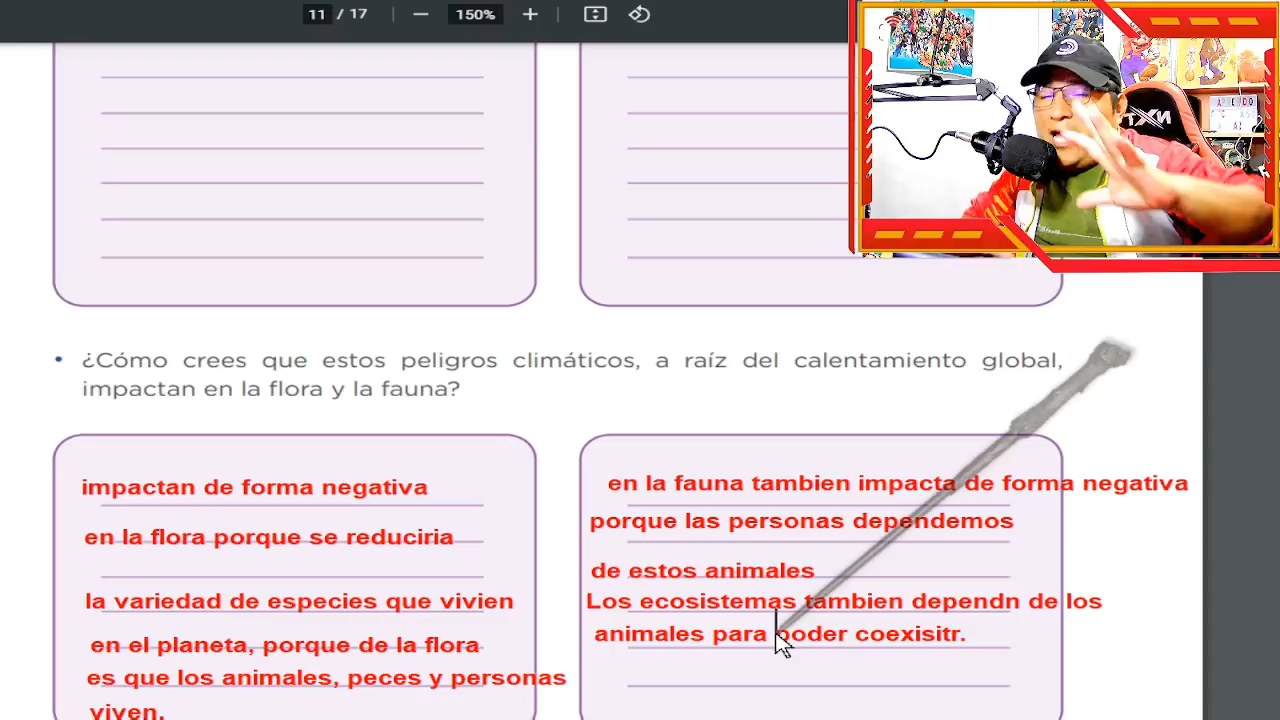 11 / 17
150%
¿Cómo crees que estos peligros climáticos, a raíz del calentamiento global,
impactan en la flora y la fauna?
impactan de forma negativa
en la flora porque se reduciria
la variedad de especies que vivien
en el planeta, porque de la flora
es que los animales, peces y personas
viven.
en la fauna tambien impacta de forma negativa
porque las personas dependemos
de estos animales
Los ecosistemas tambien dependn de los
animales para poder coexisitr.